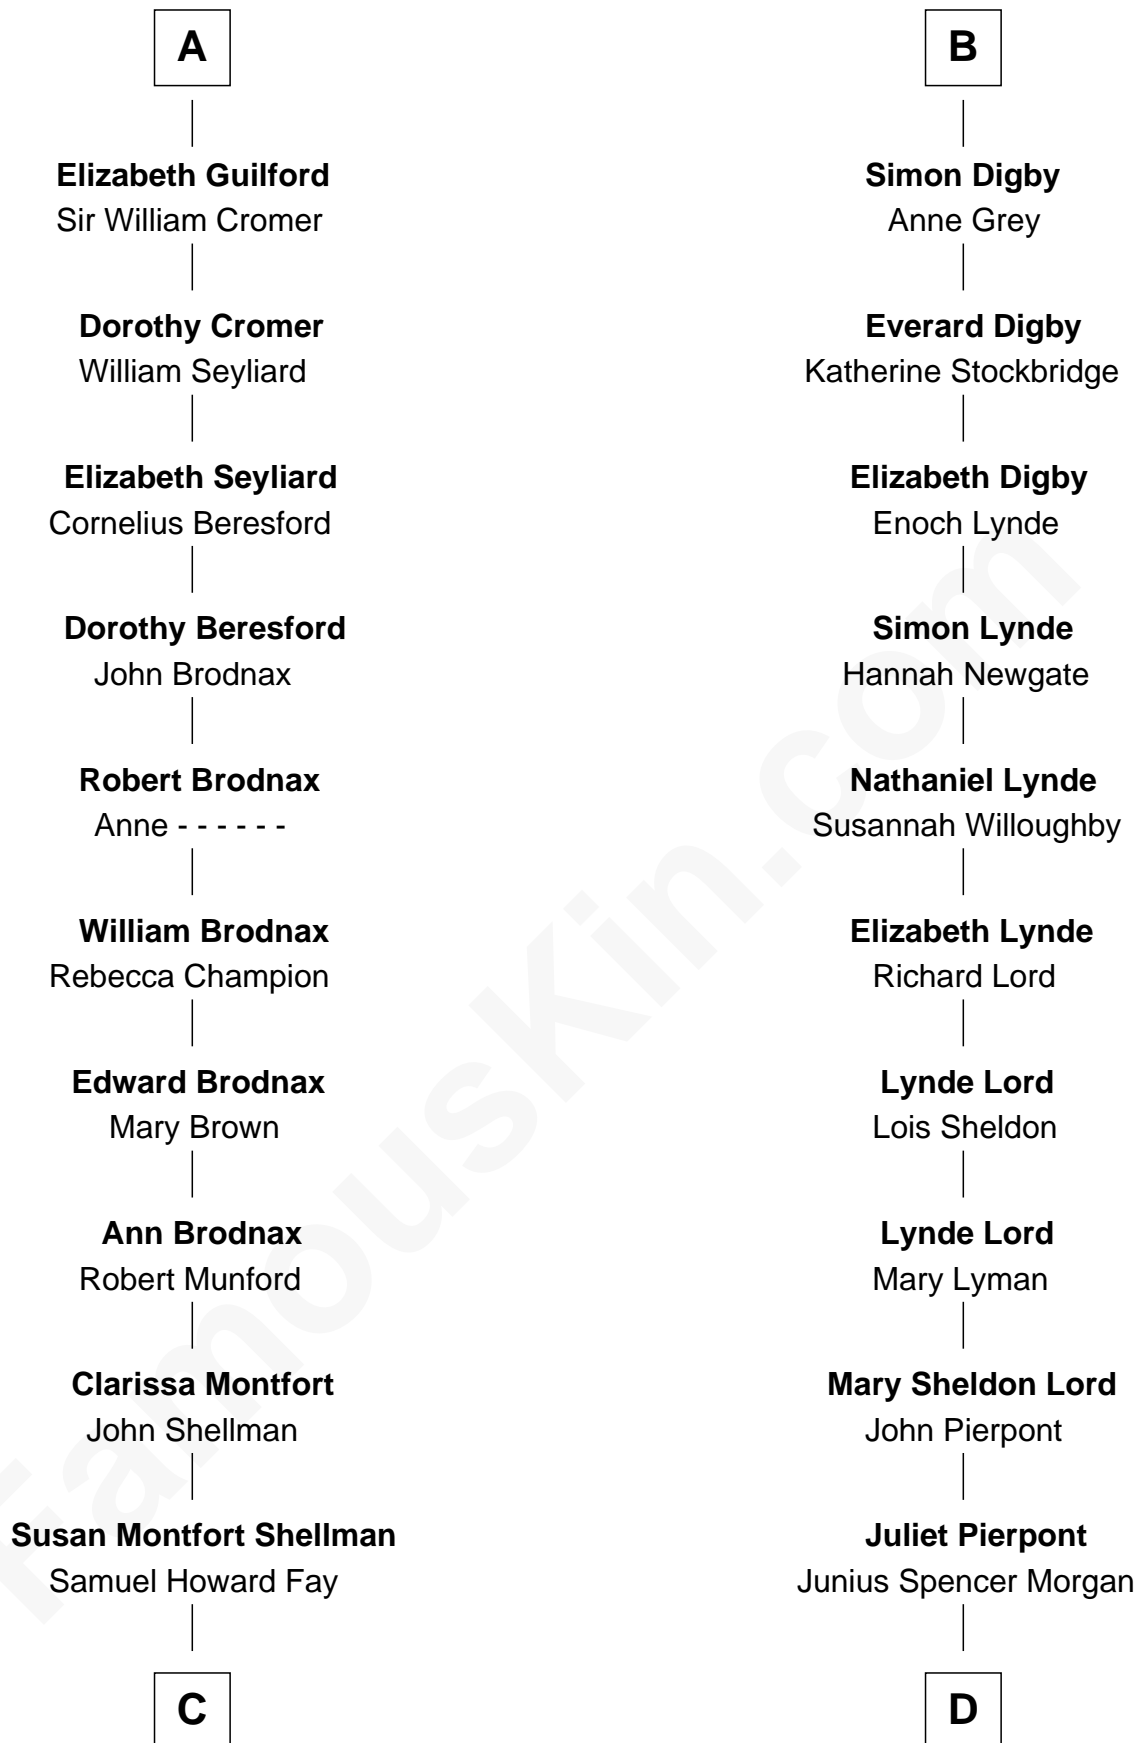 A
Elizabeth Guilford
Sir William Cromer
Dorothy Cromer
William Seyliard
Elizabeth Seyliard
Cornelius Beresford
Dorothy Beresford
John Brodnax
Robert Brodnax
Anne - - - - - -
William Brodnax
Rebecca Champion
Edward Brodnax
Mary Brown
Ann Brodnax
Robert Munford
Clarissa Montfort
John Shellman
Susan Montfort Shellman
Samuel Howard Fay
C
B
Simon Digby
Anne Grey
Everard Digby
Katherine Stockbridge
Elizabeth Digby
Enoch Lynde
Simon Lynde
Hannah Newgate
Nathaniel Lynde
Susannah Willoughby
Elizabeth Lynde
Richard Lord
Lynde Lord
Lois Sheldon
Lynde Lord
Mary Lyman
Mary Sheldon Lord
John Pierpont
Juliet Pierpont
Junius Spencer Morgan
D
FamousKin.com